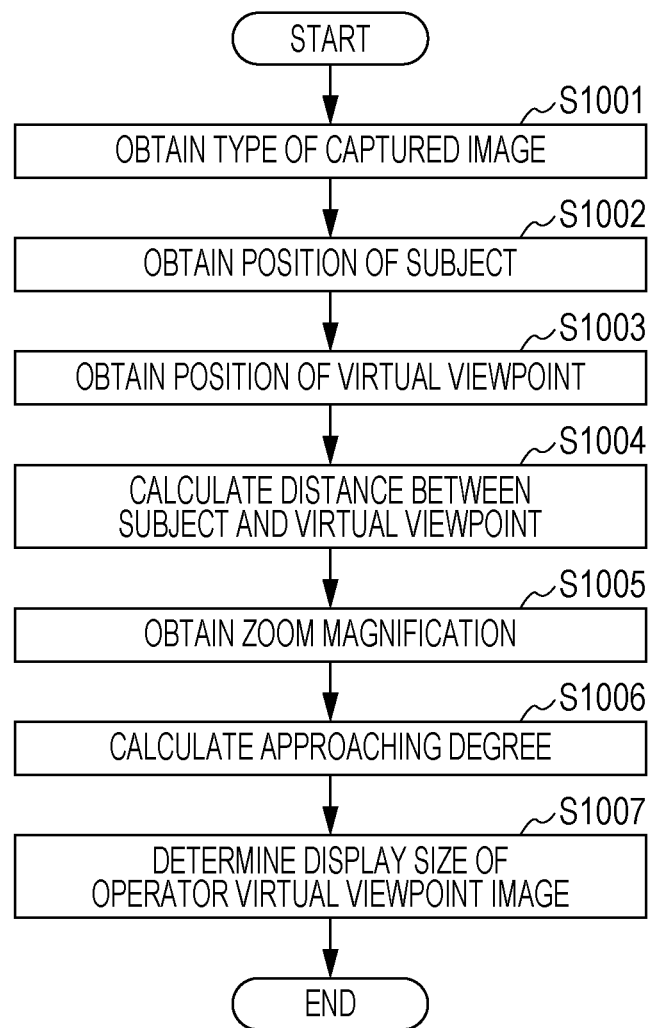 START
S1001
OBTAIN TYPE OF CAPTURED IMAGE
S1002
OBTAIN POSITION OF SUBJECT
S1003
OBTAIN POSITION OF VIRTUAL VIEWPOINT
S1004
CALCULATE DISTANCE BETWEEN
SUBJECT AND VIRTUAL VIEWPOINT
S1005
OBTAIN ZOOM MAGNIFICATION
S1006
CALCULATE APPROACHING DEGREE
S1007
DETERMINE DISPLAY SIZE OF
OPERATOR VIRTUAL VIEWPOINT IMAGE
END